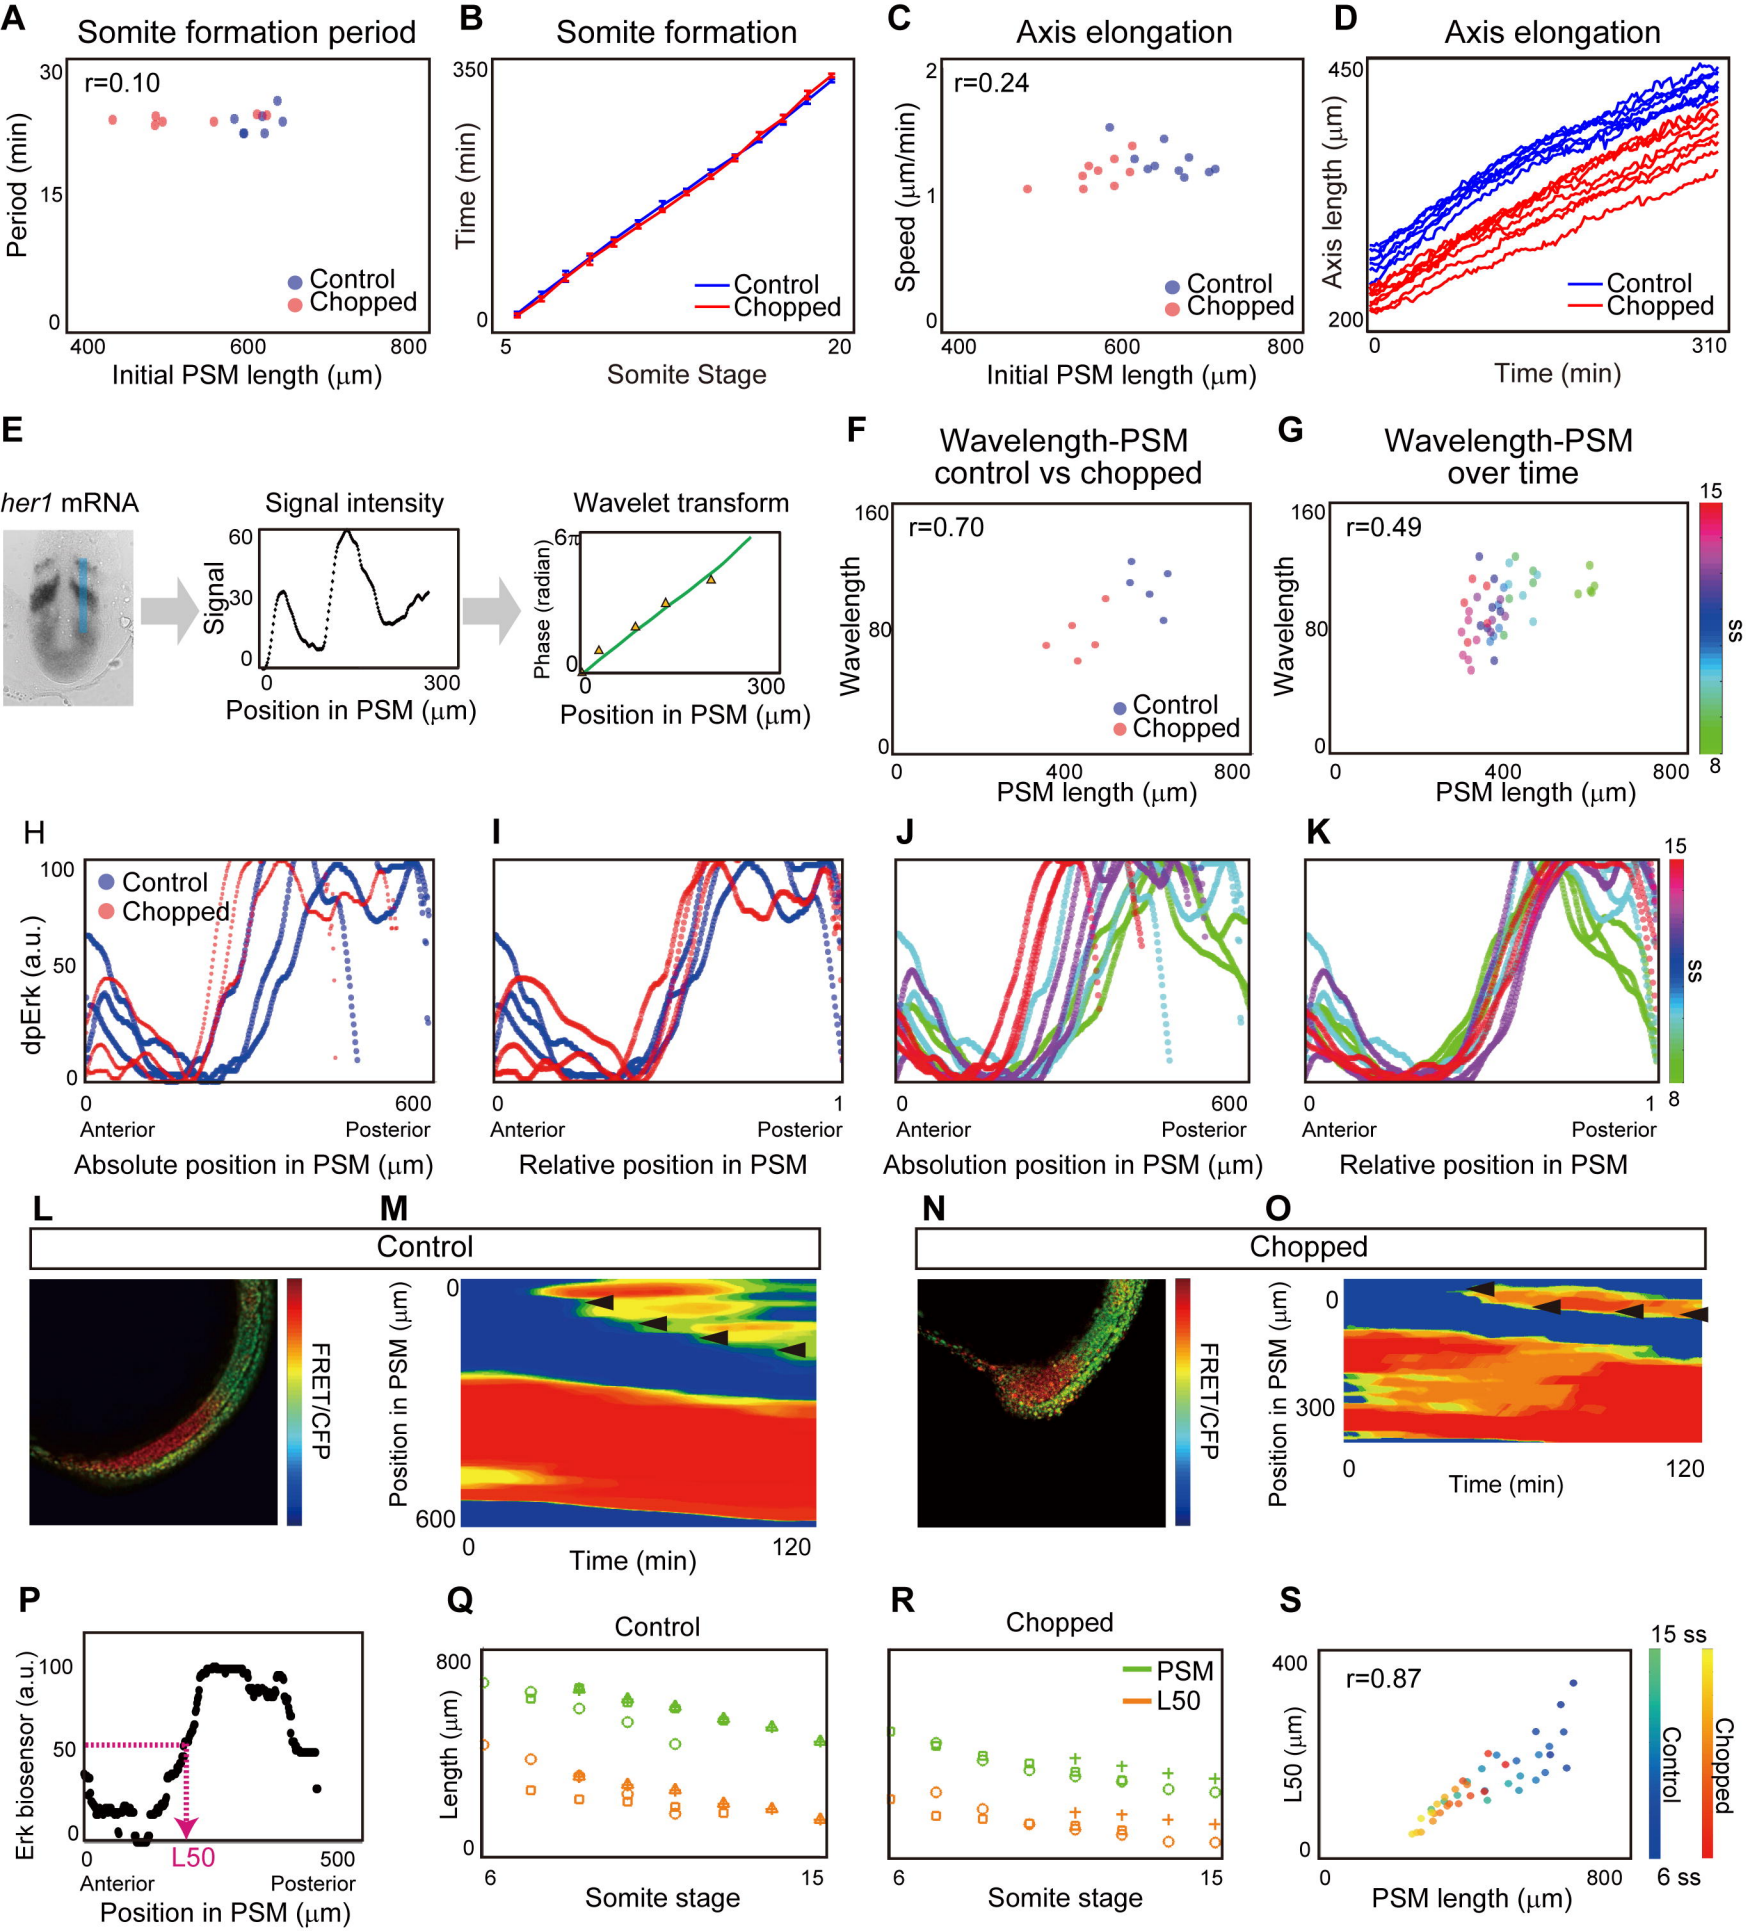 A
Somite formation period
30
r=0.10
15
0
Period (min)
Control
Chopped
400
600
800
Initial PSM length (μm)
B
Somite formation
350
0
Time (min)
Control
Chopped
5
20
Somite Stage
C
Axis elongation
2
r=0.24
1
0
Speed (μm/min)
Control
Chopped
400
600
800
Initial PSM length (μm)
D
Axis elongation
450
200
Axis length (μm)
Control
Chopped
0
310
Time (min)
E
her1 mRNA
Signal intensity
60
30
0
Signal
0
300
Position in PSM (μm)
Wavelet transform
6π
0
Phase (radian)
0
300
Position in PSM (μm)
F
Wavelength-PSM
control vs chopped
160
r=0.70
80
0
Wavelength
Control
Chopped
0
400
800
PSM length (μm)
G
Wavelength-PSM
over time
160
r=0.49
80
0
Wavelength
0
400
800
PSM length (μm)
15
ss
8
H
100
50
0
dpErk (a.u.)
Control
Chopped
0
600
Anterior
Posterior
Absolute position in PSM (μm)
I
0
1
Anterior
Posterior
Relative position in PSM
J
0
600
Anterior
Posterior
Absolution position in PSM (μm)
K
0
1
Anterior
Posterior
Relative position in PSM
15
ss
8
L
M
Control
FRET/CFP
0
600
Position in PSM (μm)
0
120
Time (min)
N
O
Chopped
FRET/CFP
0
300
Position in PSM (μm)
0
120
Time (min)
P
100
50
0
Erk biosensor (a.u.)
0
L50
500
Anterior
Posterior
Position in PSM (μm)
Q
Control
800
0
Length (μm)
6
15
Somite stage
R
Chopped
PSM
L50
6
15
Somite stage
S
400
r=0.87
0
L50 (μm)
0
800
PSM length (μm)
15 ss
Control
Chopped
6 ss